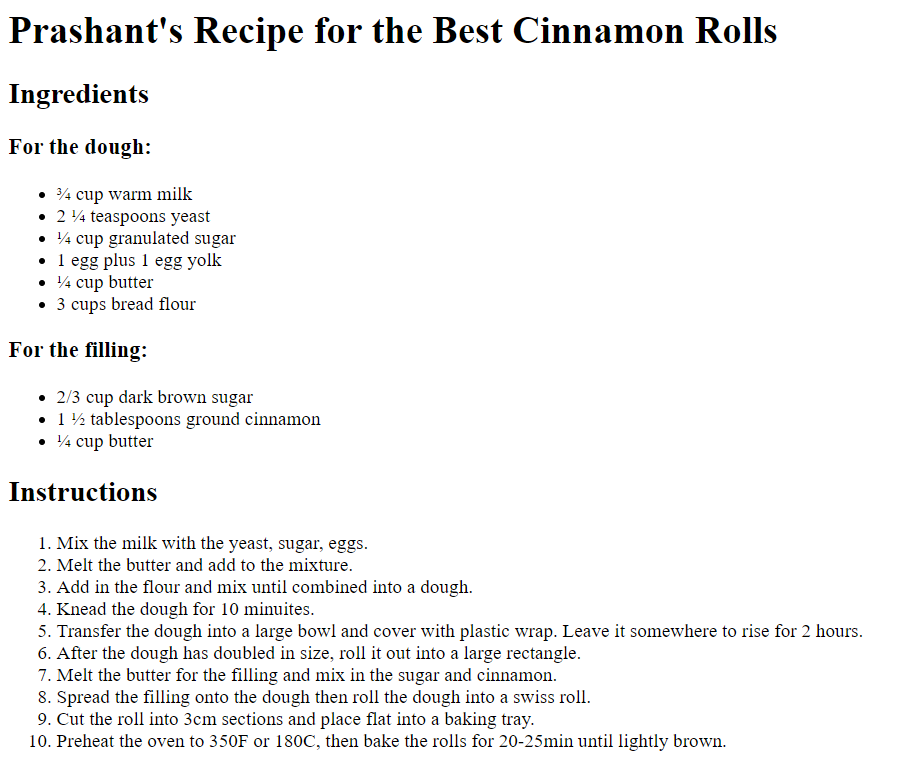 Prashant's Recipe for the Best Cinnamon Rolls
Ingredients
For the dough:
• ¾ cup warm milk
• 2 ¼ teaspoons yeast
• ¼ cup granulated sugar
• 1 egg plus 1 egg yolk
• ¼ cup butter
• 3 cups bread flour
For the filling:
• 2/3 cup dark brown sugar
• 1 ½ tablespoons ground cinnamon
• ¼ cup butter
Instructions
1. Mix the milk with the yeast, sugar, eggs.
2. Melt the butter and add to the mixture.
3. Add in the flour and mix until combined into a dough.
4. Knead the dough for 10 minuites.
5. Transfer the dough into a large bowl and cover with plastic wrap. Leave it somewhere to rise for 2 hours.
6. After the dough has doubled in size, roll it out into a large rectangle.
7. Melt the butter for the filling and mix in the sugar and cinnamon.
8. Spread the filling onto the dough then roll the dough into a swiss roll.
9. Cut the roll into 3cm sections and place flat into a baking tray.
10. Preheat the oven to 350F or 180C, then bake the rolls for 20-25min until lightly brown.